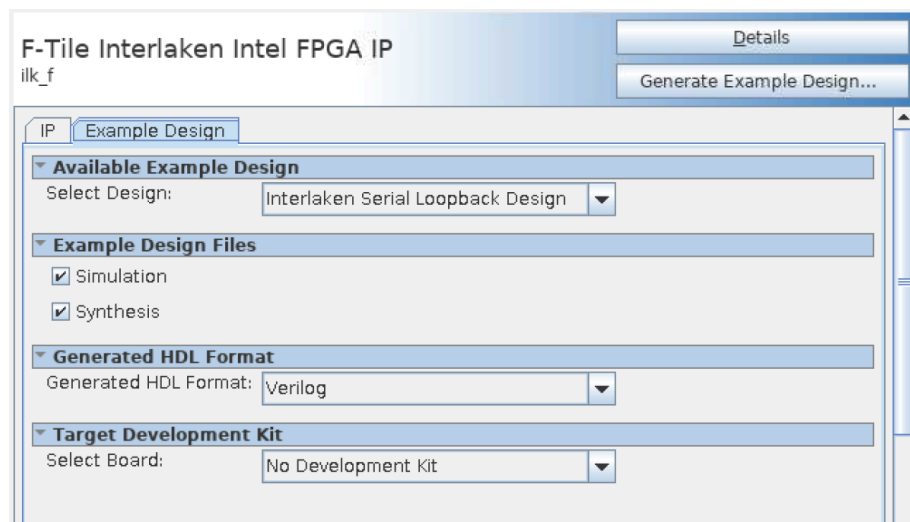 F-Tile Interlaken Intel FPGA IP
ilk_f
Details
Generate Example Design...
IP
Example Design
Available Example Design
Select Design:
Interlaken Serial Loopback Design
Example Design Files
Simulation
Synthesis
Generated HDL Format
Generated HDL Format:
Verilog
Target Development Kit
Select Board:
No Development Kit